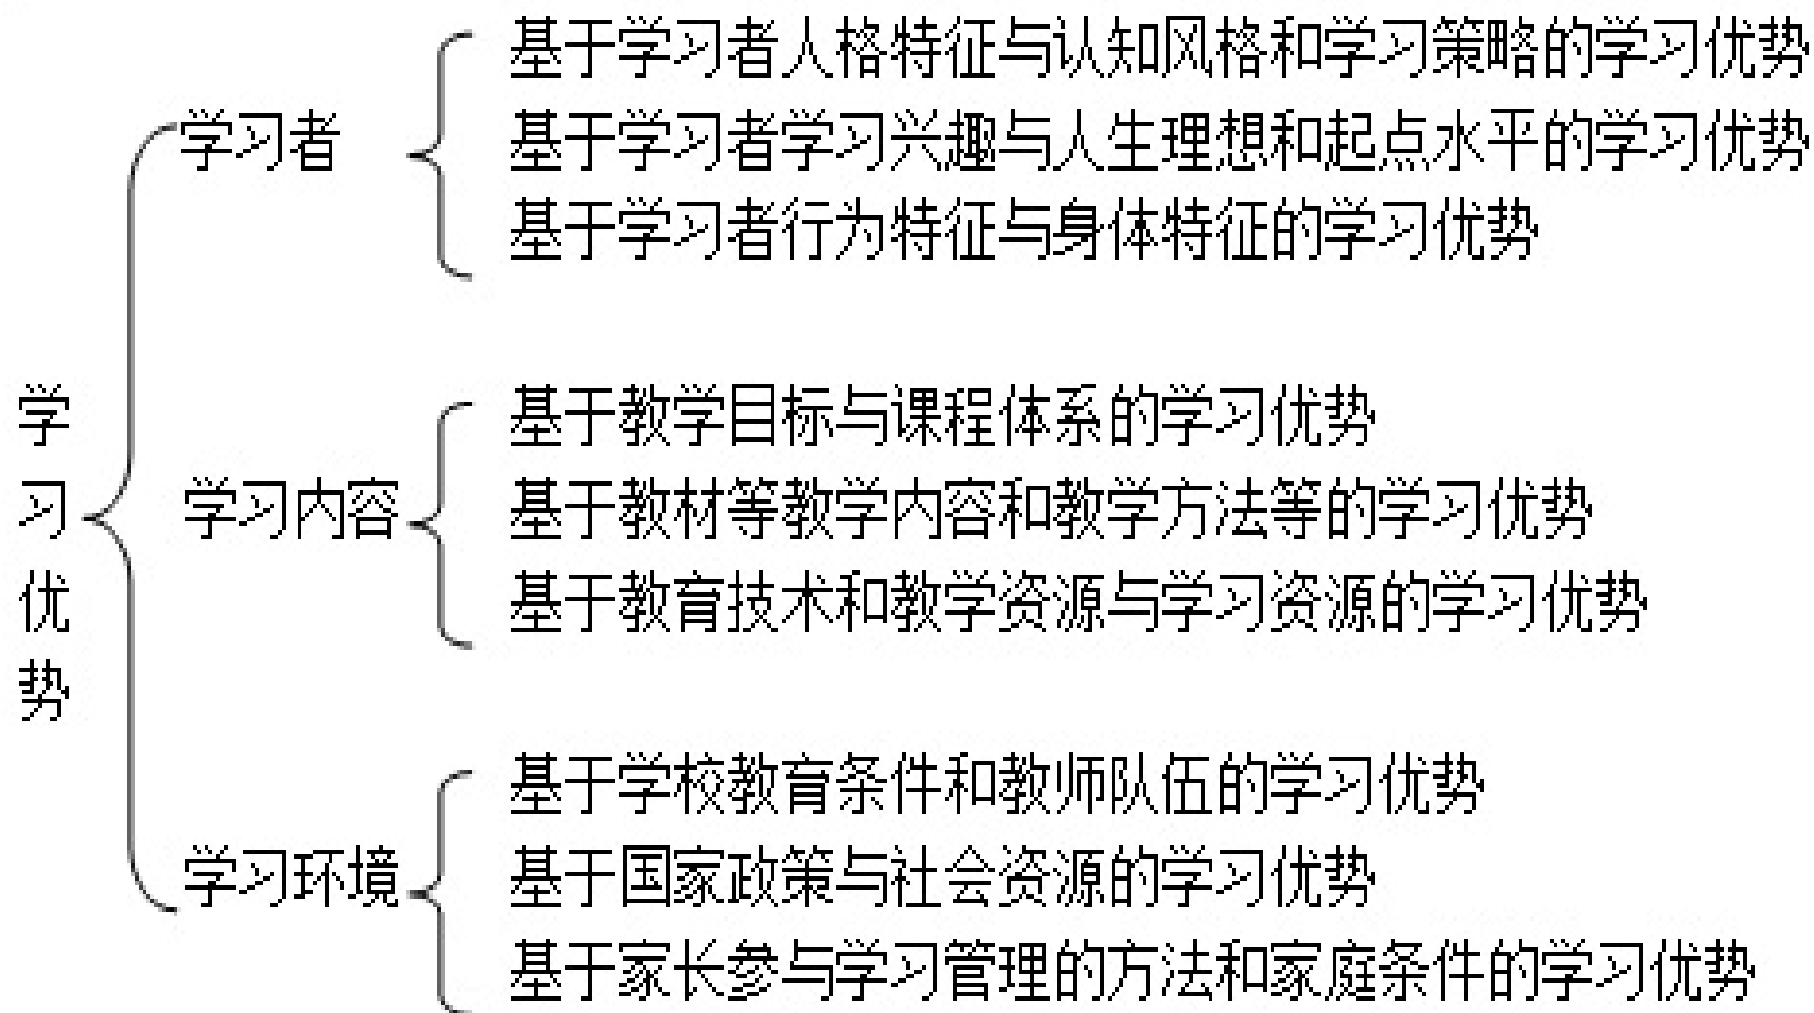 学习优势
学习者
基于学习者人格特征与认知风格和学习策略的学习优势
基于学习者学习兴趣与人生理想和起点水平的学习优势
基于学习者行为特征与身体特征的学习优势
学习内容
基于教学目标与课程体系的学习优势
基于教材等教学内容和教学方法等的学习优势
基于教育技术和教学资源与学习资源的学习优势
学习环境
基于学校教育条件和教师队伍的学习优势
基于国家政策与社会资源的学习优势
基于家长参与学习管理的方法和家庭条件的学习优势